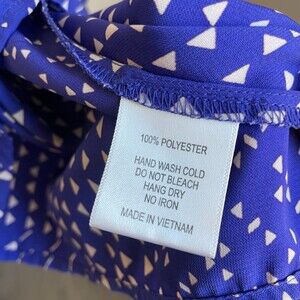 100% POLYESTER
HAND WASH COLD
DO NOT BLEACH
HANG DRY
NO IRON
MADE IN VIETNAM